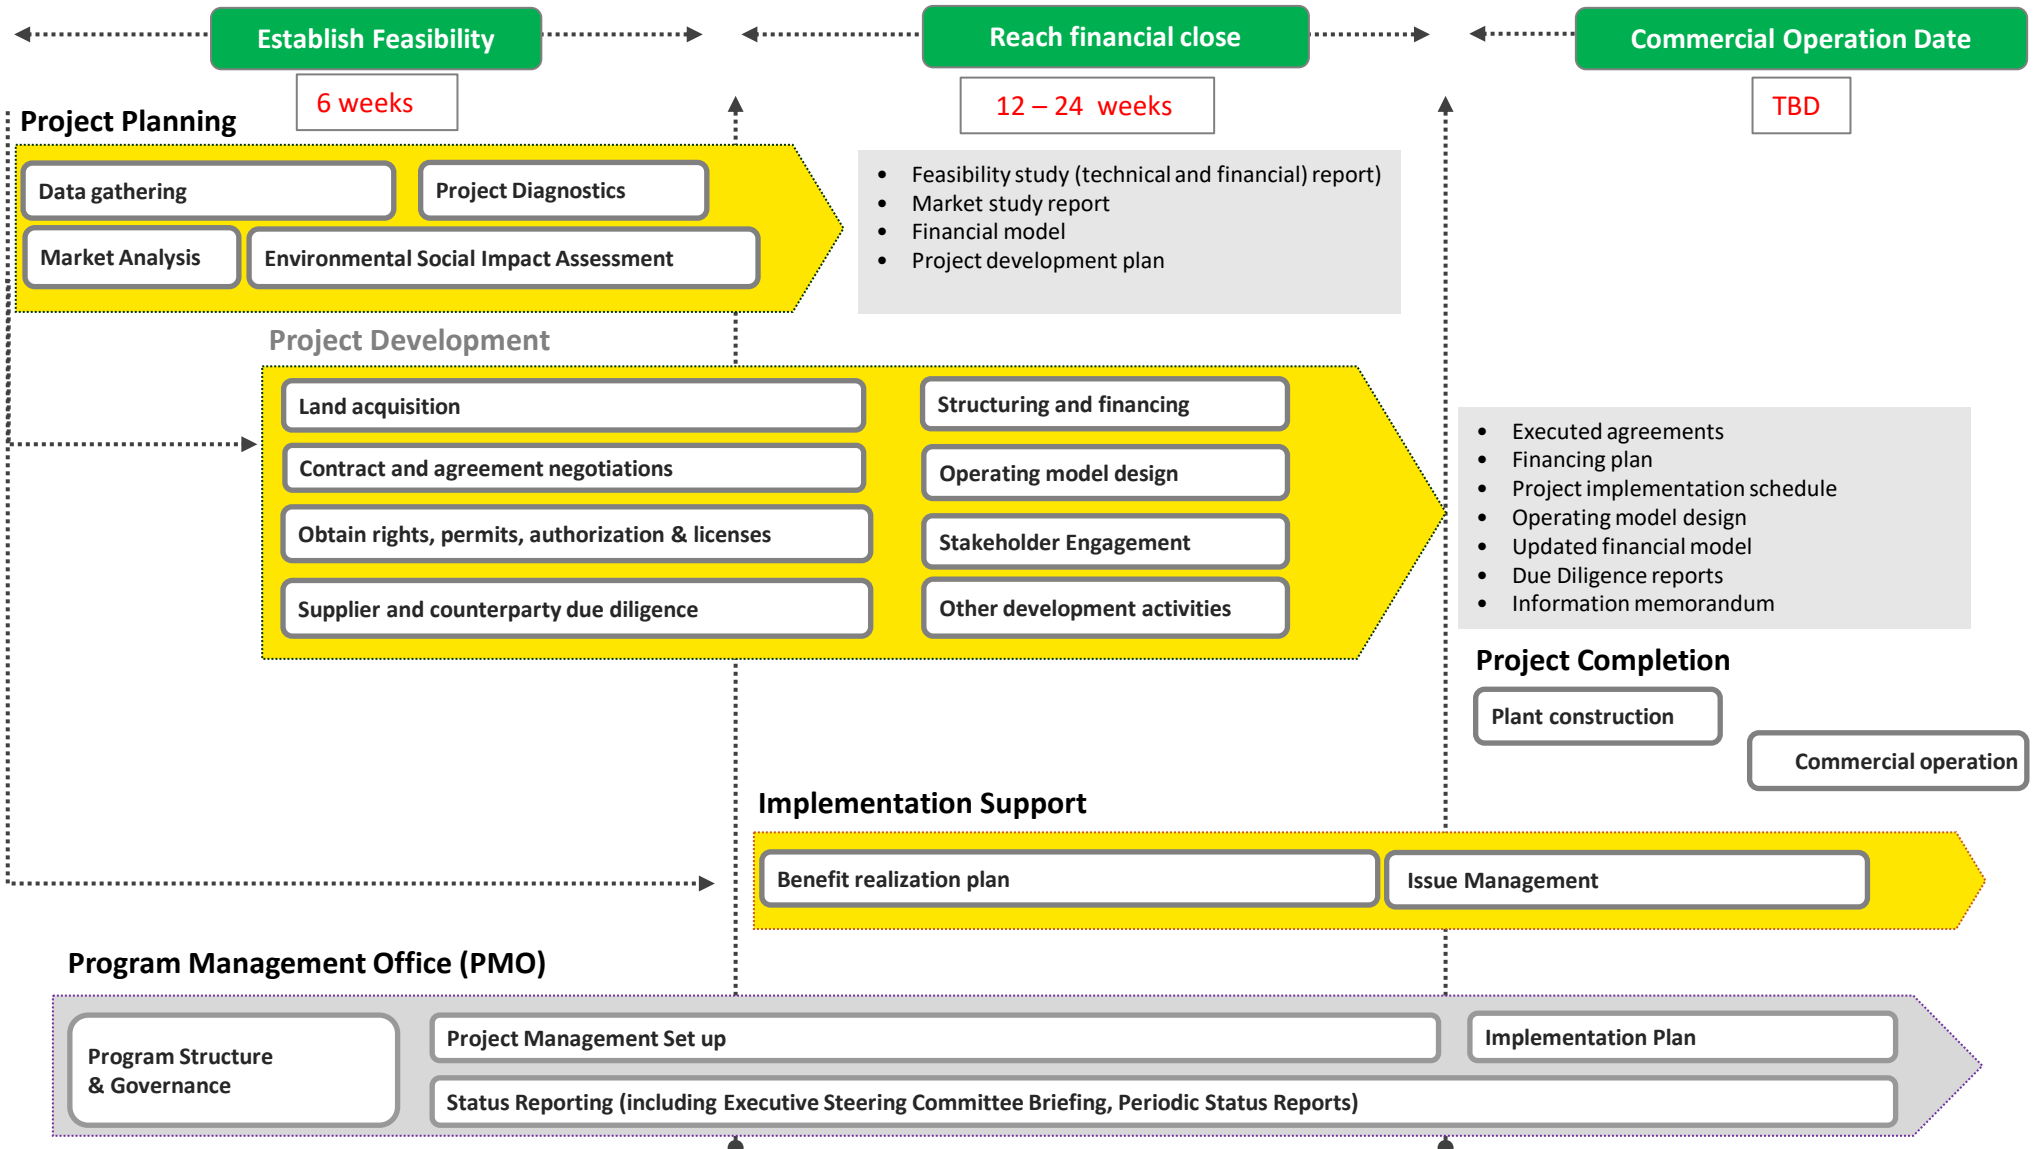 Establish Feasibility
Reach financial close
Commercial Operation Date
6 weeks
12 – 24 weeks
TBD
Project Planning
Data gathering
Project Diagnostics
Market Analysis
Environmental Social Impact Assessment
• Feasibility study (technical and financial) report)
• Market study report
• Financial model
• Project development plan
Project Development
Land acquisition
Contract and agreement negotiations
Obtain rights, permits, authorization & licenses
Supplier and counterparty due diligence
Structuring and financing
Operating model design
Stakeholder Engagement
Other development activities
• Executed agreements
• Financing plan
• Project implementation schedule
• Operating model design
• Updated financial model
• Due Diligence reports
• Information memorandum
Project Completion
Plant construction
Commercial operation
Implementation Support
Benefit realization plan
Issue Management
Program Management Office (PMO)
Program Structure
& Governance
Project Management Set up
Implementation Plan
Status Reporting (including Executive Steering Committee Briefing, Periodic Status Reports)